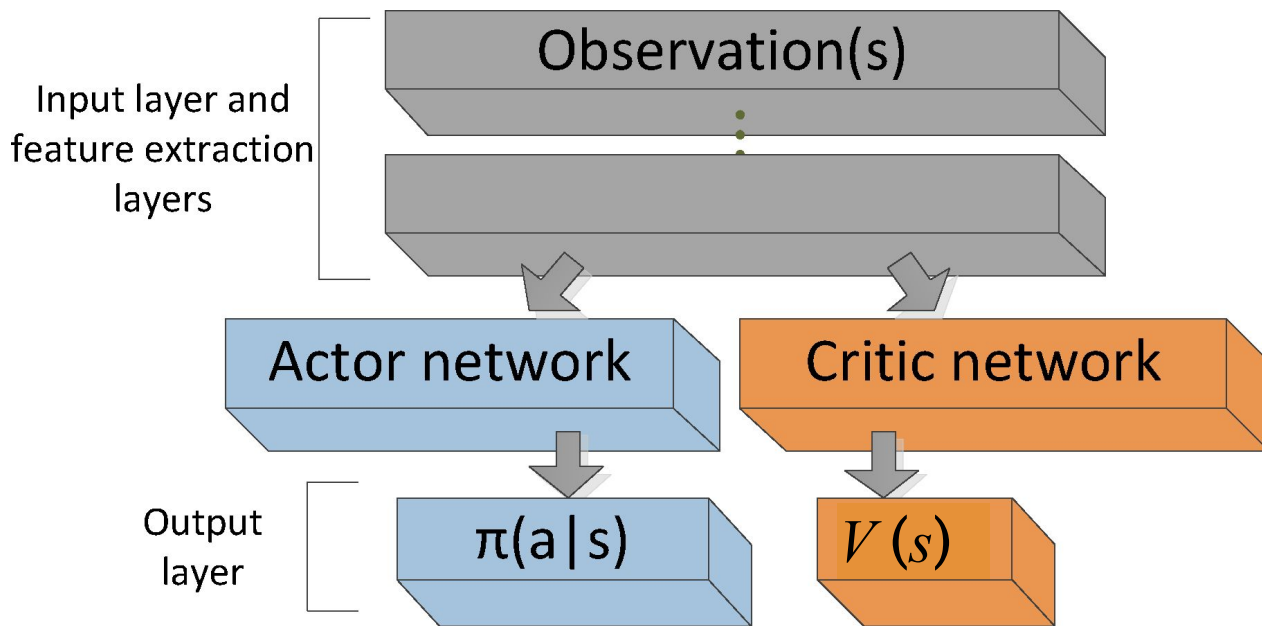 Observation(s)
Input layer and
feature extraction
layers
Actor network
Critic network
Output
layer
π(a|s)
V(s)